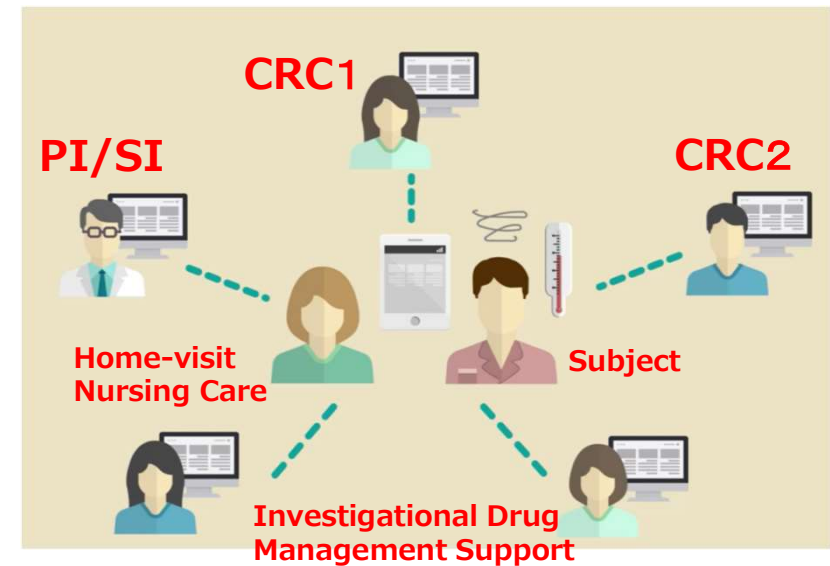 CRC1
PI/SI
CRC2
Home-visit
Nursing Care
Subject
Investigational Drug
Management Support